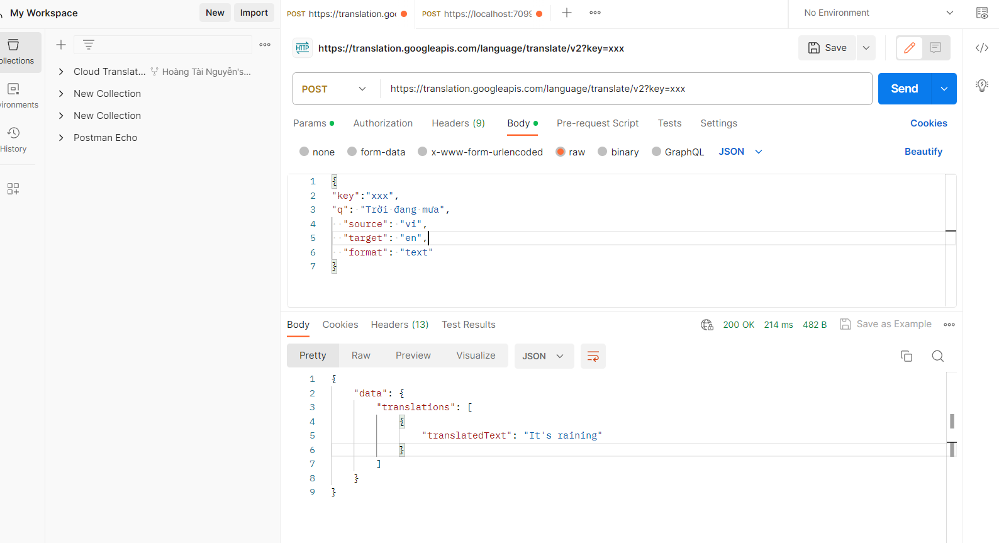 My Workspace
New
Import
POST https://translation.goo
POST https://localhost:7099
No Environment
ollections
Cloud Translat... Hoàng Tài Nguyễn's...
New Collection
New Collection
Postman Echo
vironments
History
HTTP https://translation.googleapis.com/language/translate/v2?key=xxx
Save
POST
https://translation.googleapis.com/language/translate/v2?key=xxx
Send
Params
Authorization
Headers (9)
Body
Pre-request Script
Tests
Settings
Cookies
none
form-data
x-www-form-urlencoded
raw
binary
GraphQL
JSON
Beautify
1 {
2 "key":"xxx",
3 "q": "Trời đang mưa",
4 "source": "vi",
5 "target": "en",
6 "format": "text"
7 }
Body
Cookies
Headers (13)
Test Results
200 OK
214 ms
482 B
Save as Example
Pretty
Raw
Preview
Visualize
JSON
1 {
2 "data": {
3 "translations": [
4 {
5 "translatedText": "It's raining"
6 }
7 ]
8 }
9 }